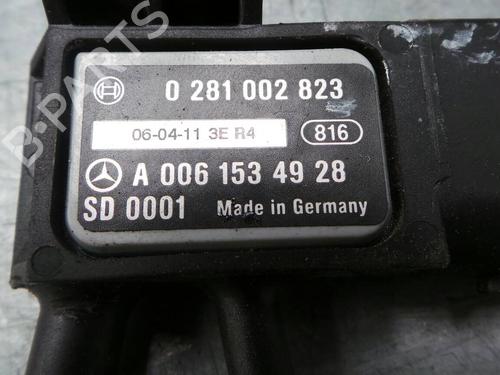 0 281 002 823
06-04-11 3E R4 816
A 006 153 49 28
SD 0001 Made in Germany
B-PARTS